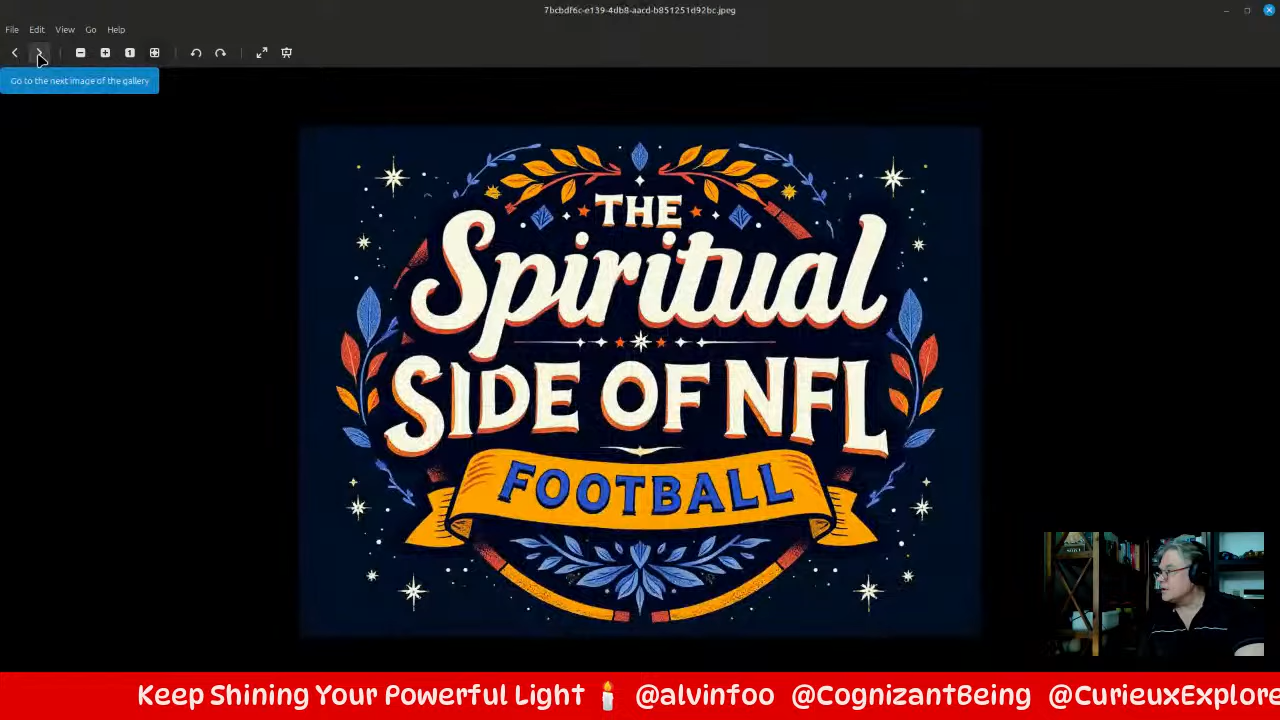 7bcbdf6c-e139-4db8-aacd-b851251d92bc.jpeg
File Edit View Go Help
Go to the next image of the gallery
THE
Spiritual
SIDE OF NFL
FOOTBALL
Keep Shining Your Powerful Light 🕯️ @alvinfoo @CognizantBeing @CurieuxExplore